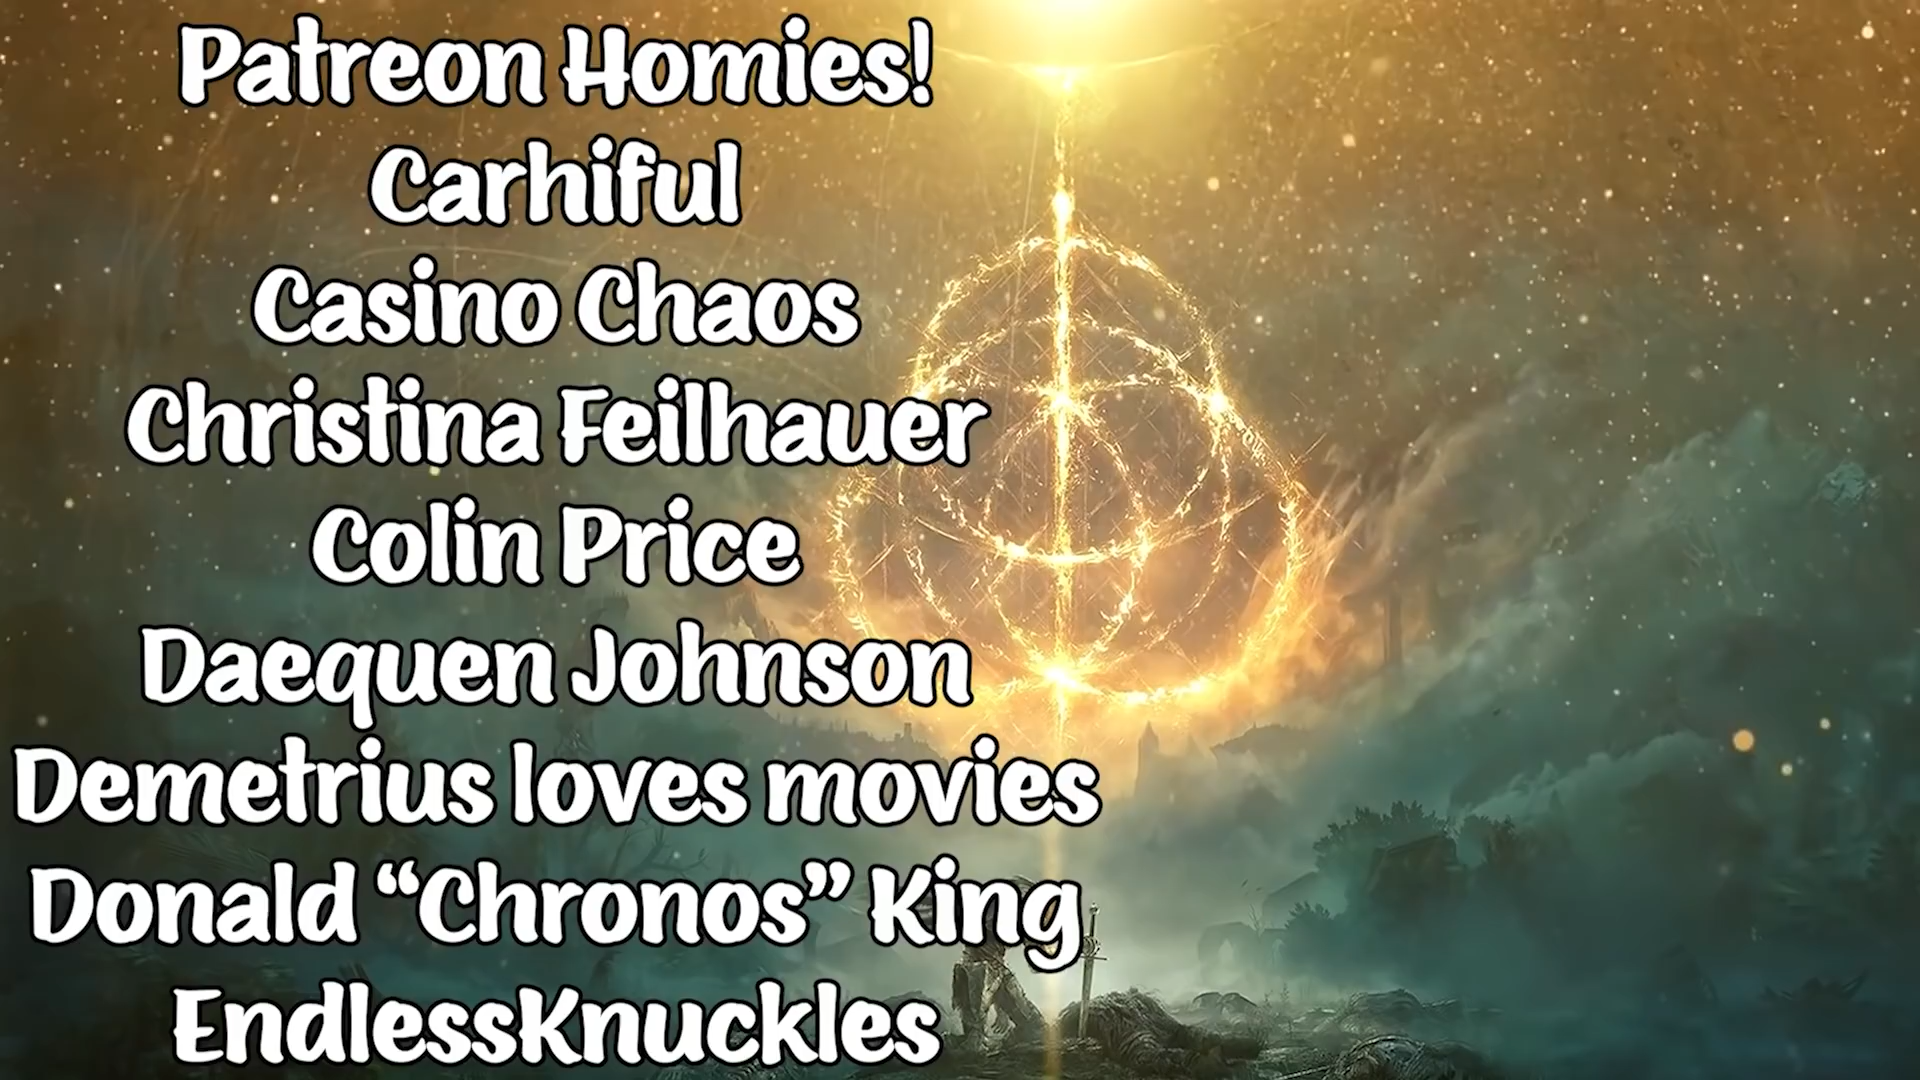 Patreon Homies!
Carhiful
Casino Chaos
Christina Feilhauer
Colin Price
Daequen Johnson
Demetrius loves movies
Donald “Chronos” King
EndlessKnuckles